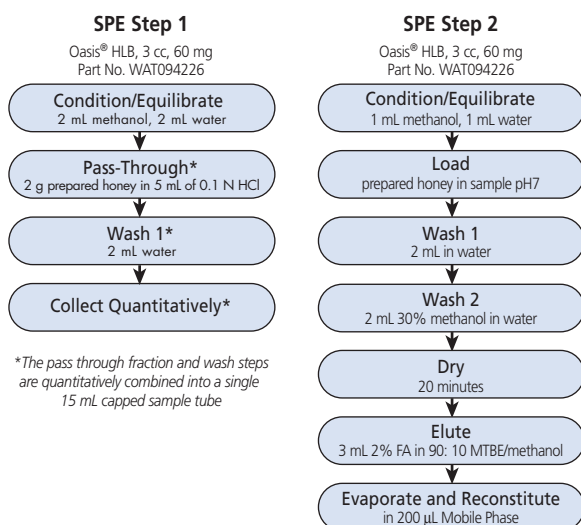 SPE Step 1
Oasis® HLB, 3 cc, 60 mg
Part No. WAT094226
Condition/Equilibrate
2 mL methanol, 2 mL water
Pass-Through*
2 g prepared honey in 5 mL of 0.1 N HCl
Wash 1*
2 mL water
Collect Quantitatively*
*The pass through fraction and wash steps
are quantitatively combined into a single
15 mL capped sample tube
SPE Step 2
Oasis® HLB, 3 cc, 60 mg
Part No. WAT094226
Condition/Equilibrate
1 mL methanol, 1 mL water
Load
prepared honey in sample pH7
Wash 1
2 mL in water
Wash 2
2 mL 30% methanol in water
Dry
20 minutes
Elute
3 mL 2% FA in 90: 10 MTBE/methanol
Evaporate and Reconstitute
in 200 µL Mobile Phase